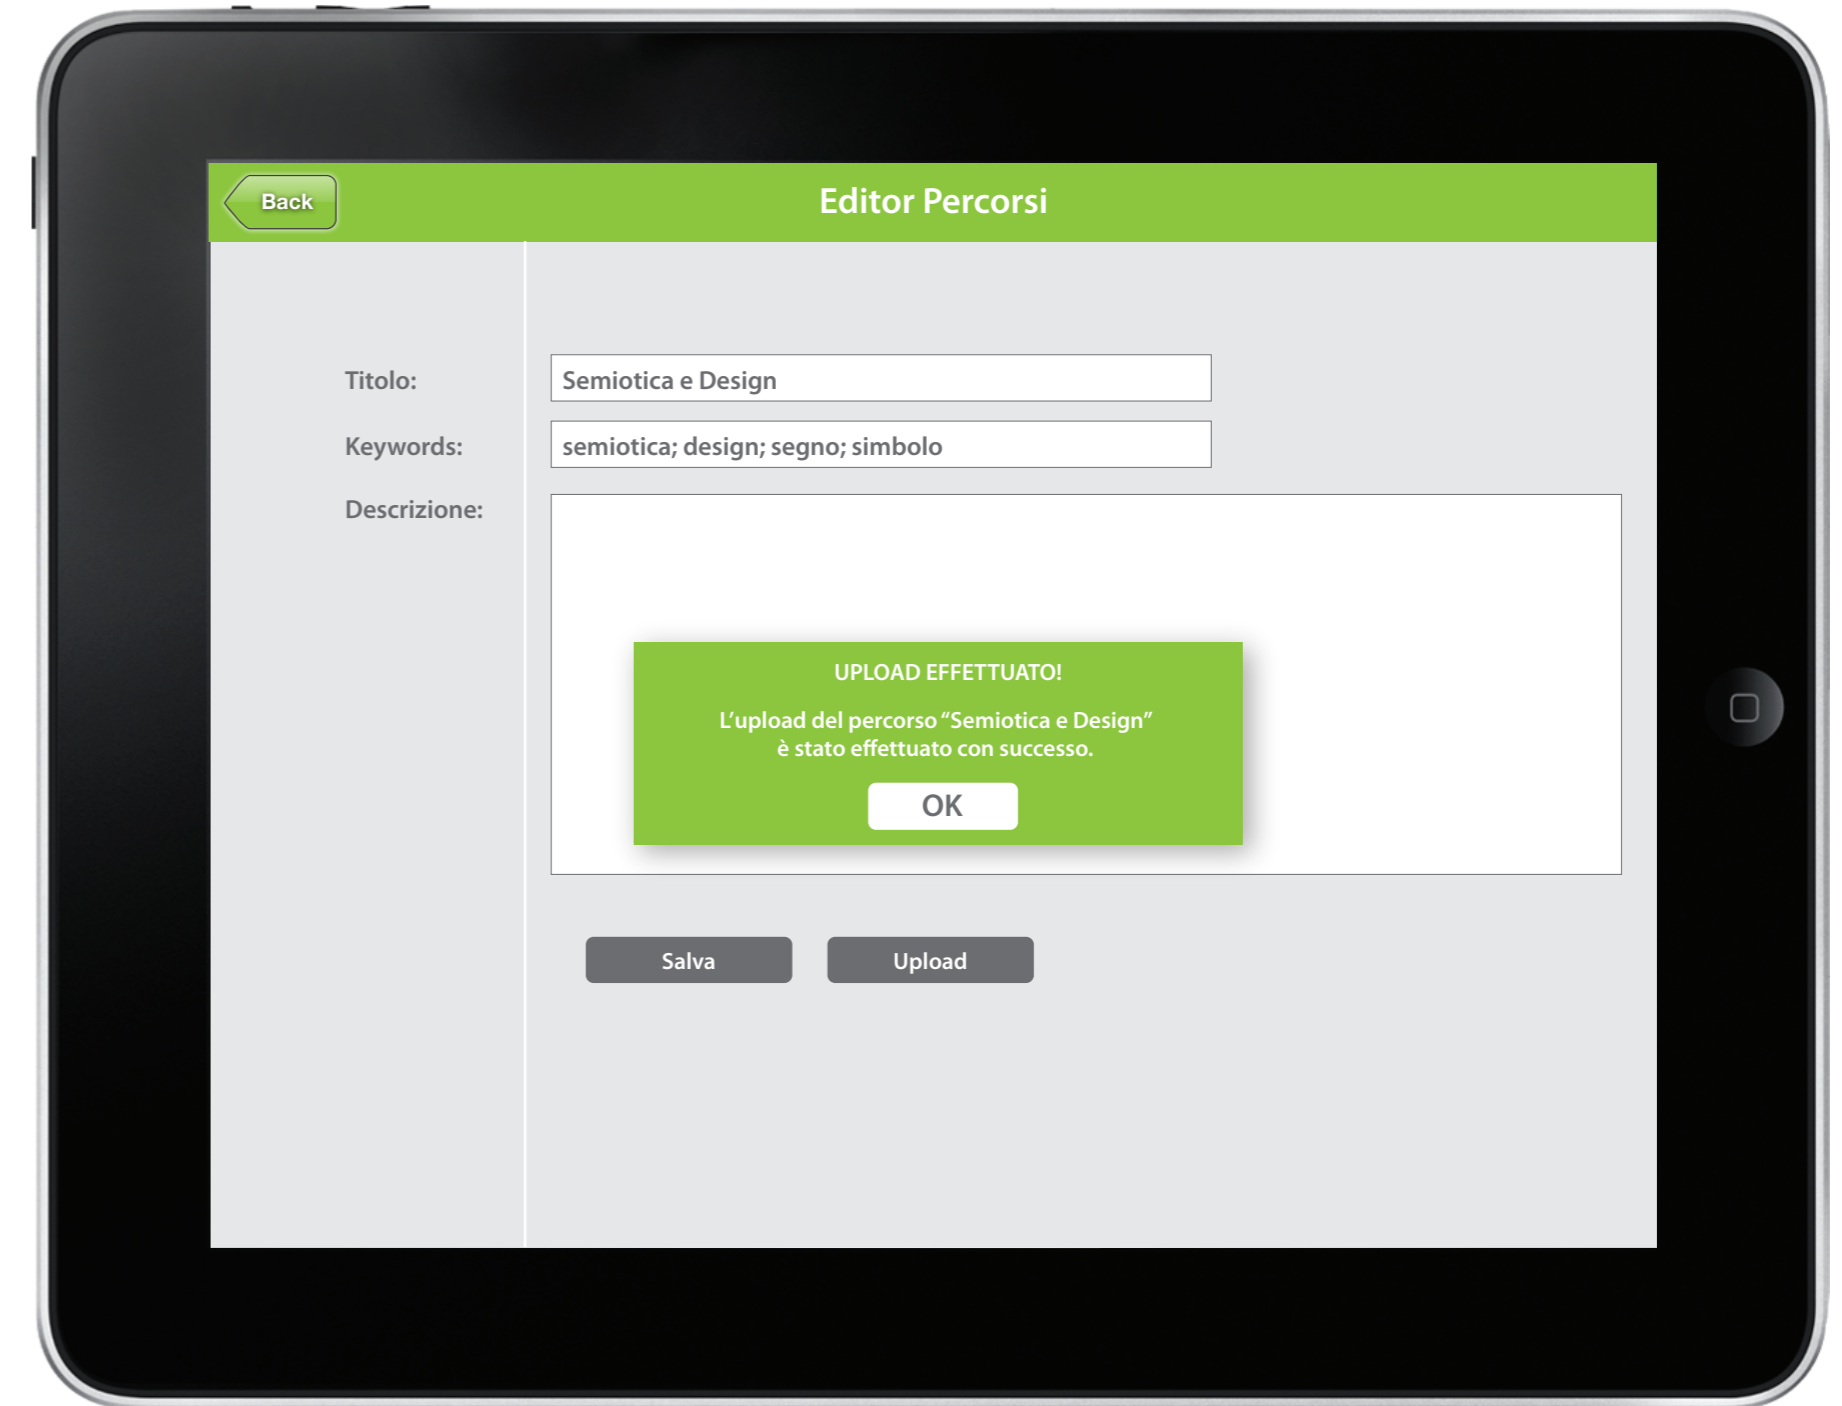 Back
Editor Percorsi
Titolo:
Semiotica e Design
Keywords:
semiotica; design; segno; simbolo
Descrizione:
UPLOAD EFFETTUATO!
L’upload del percorso “Semiotica e Design”
è stato effettuato con successo.
OK
Salva
Upload